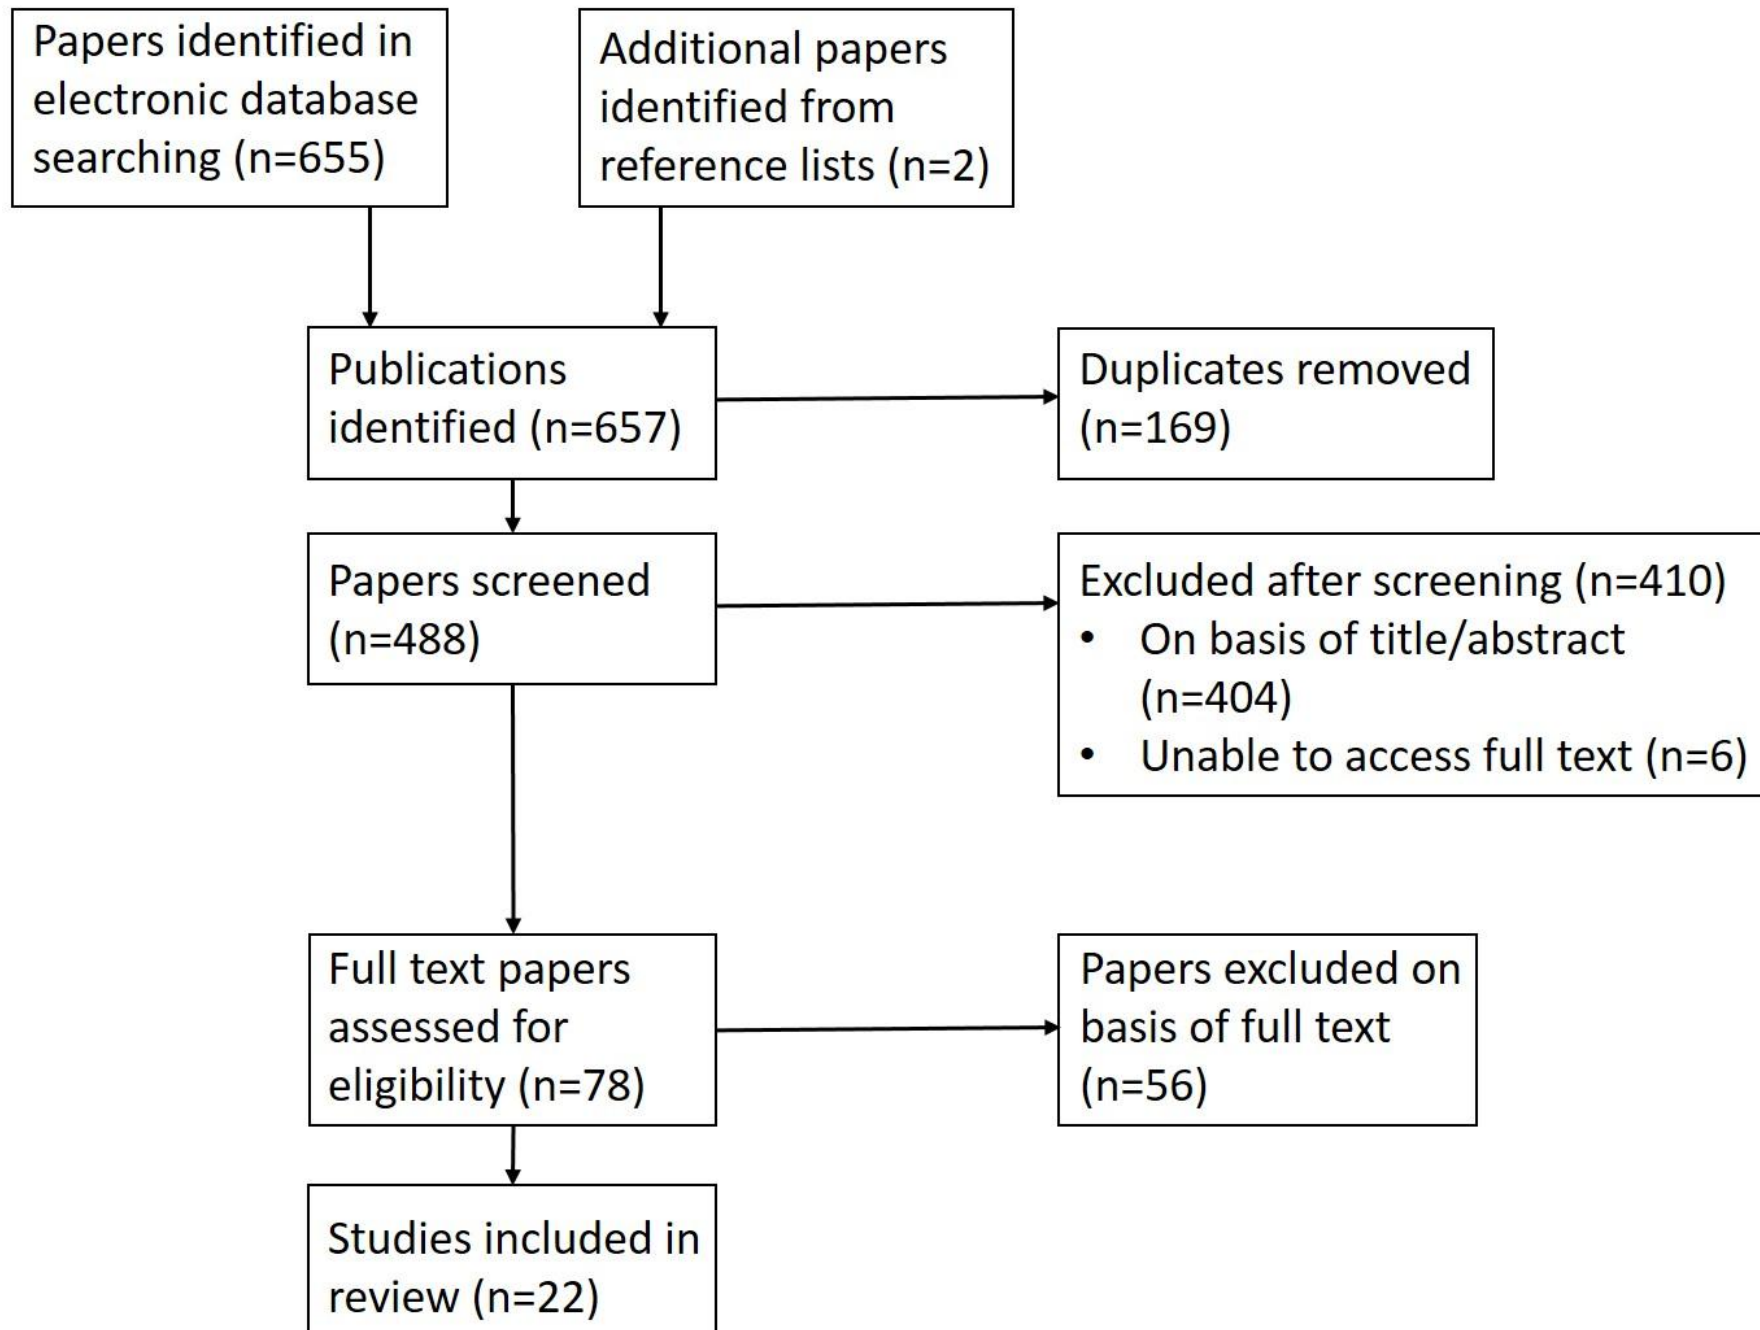 Papers identified in
electronic database
searching (n=655)
Additional papers
identified from
reference lists (n=2)
Publications
identified (n=657)
Duplicates removed
(n=169)
Papers screened
(n=488)
Excluded after screening (n=410)
• On basis of title/abstract
(n=404)
• Unable to access full text (n=6)
Full text papers
assessed for
eligibility (n=78)
Papers excluded on
basis of full text
(n=56)
Studies included in
review (n=22)